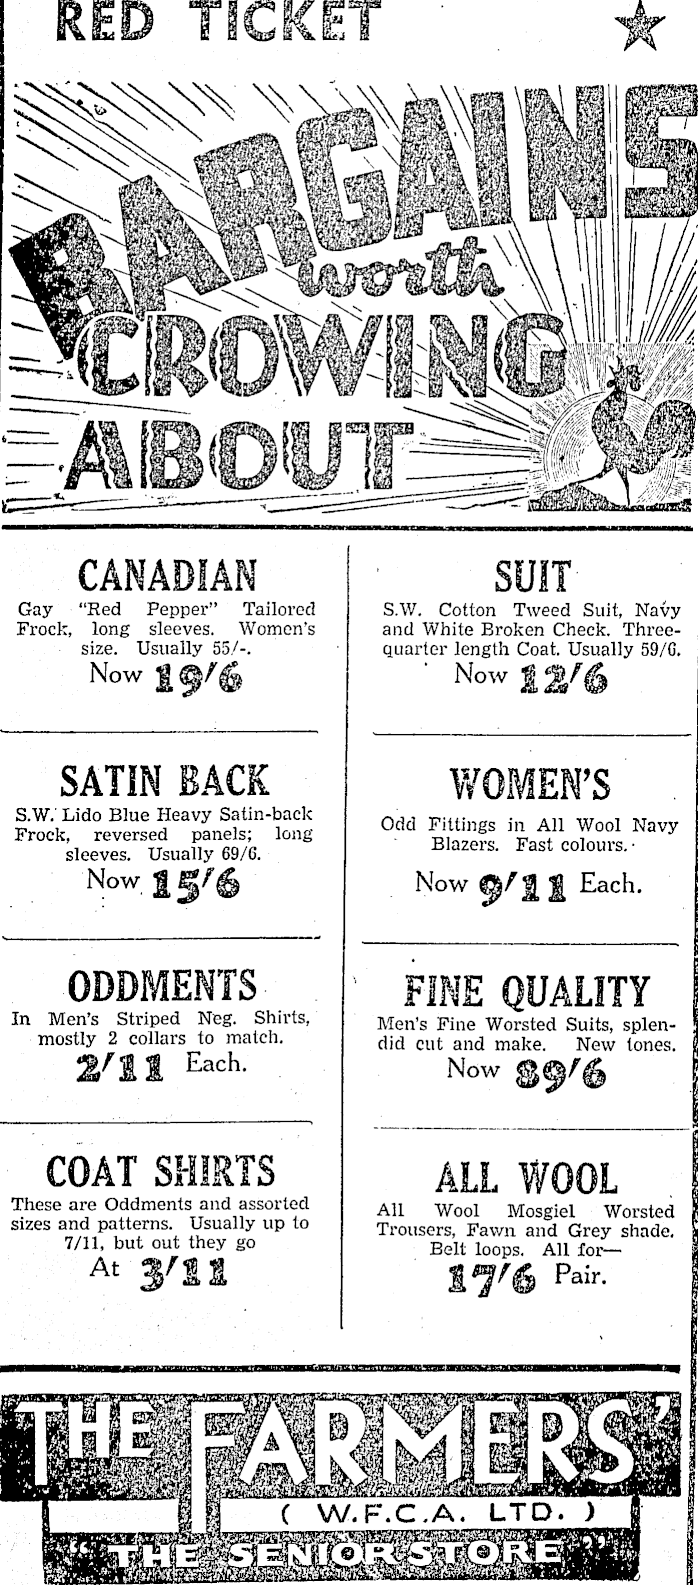 RED TICKET
BARGAINS
worth
CROWING
ABOUT
CANADIAN
Gay "Red Pepper" Tailored
Frock, long sleeves. Women's
size. Usually 55/-.
Now 19/6
SATIN BACK
S.W. Lido Blue Heavy Satin-back
Frock, reversed panels; long
sleeves. Usually 69/6.
Now 15/6
ODDMENTS
In Men's Striped Neg. Shirts,
mostly 2 collars to match.
2/11 Each.
COAT SHIRTS
These are Oddments and assorted
sizes and patterns. Usually up to
7/11, but out they go
At 3/11
SUIT
S.W. Cotton Tweed Suit, Navy
and White Broken Check. Three-
quarter length Coat. Usually 59/6.
Now 12/6
WOMEN'S
Odd Fittings in All Wool Navy
Blazers. Fast colours.
Now 9/11 Each.
FINE QUALITY
Men's Fine Worsted Suits, splen-
did cut and make. New tones.
Now 89/6
ALL WOOL
All Wool Mosgiel Worsted
Trousers, Fawn and Grey shade.
Belt loops. All for—
17/6 Pair.
THE FARMERS'
( W.F.C.A. LTD. )
"THE SENIOR STORE"